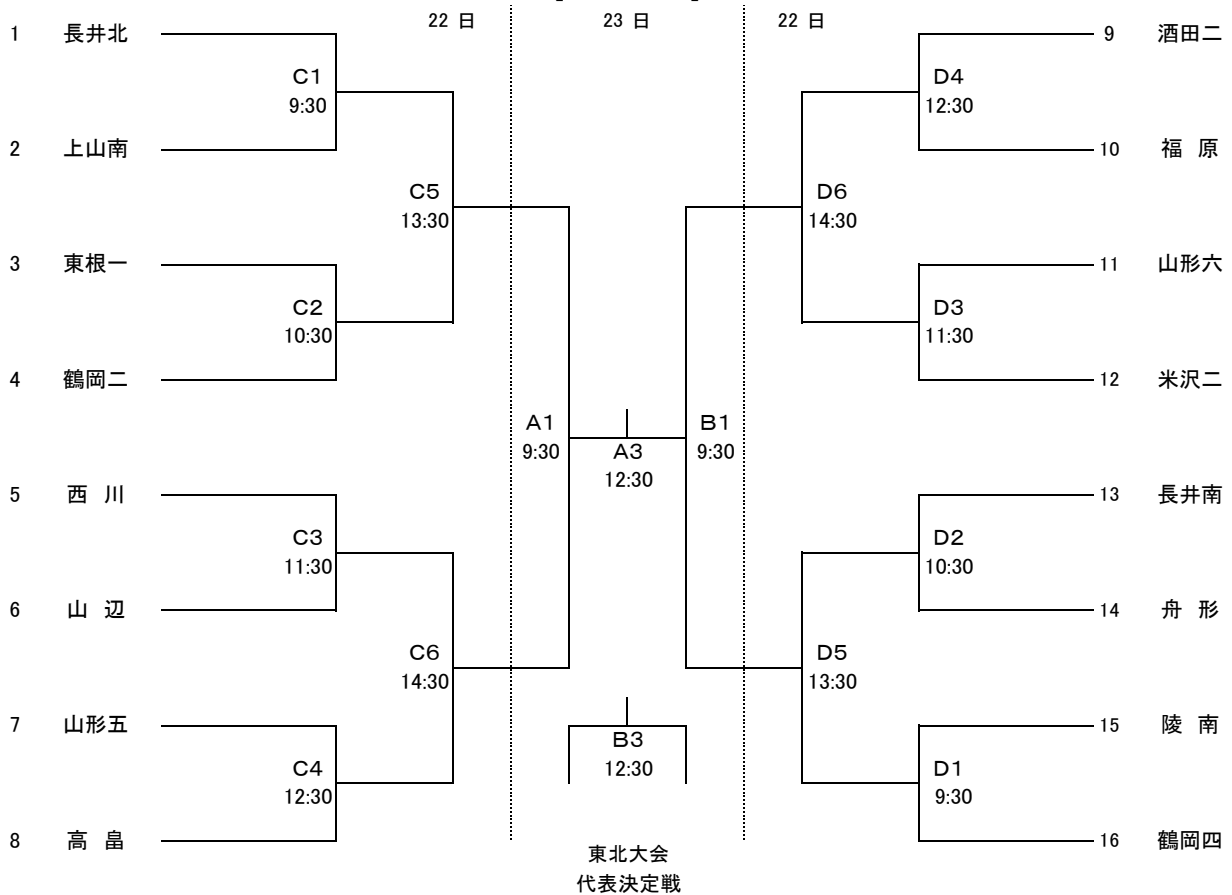 22 日
23 日
22 日
1 長井北
9 酒田二
C1
9:30
D4
12:30
2 上山南
10 福 原
C5
13:30
D6
14:30
3 東根一
11 山形六
C2
10:30
D3
11:30
4 鶴岡二
12 米沢二
A1
9:30
A3
12:30
B1
9:30
5 西 川
13 長井南
C3
11:30
D2
10:30
6 山 辺
14 舟 形
C6
14:30
D5
13:30
7 山形五
15 陵 南
B3
12:30
C4
12:30
D1
9:30
8 高 畠
16 鶴岡四
東北大会
代表決定戦